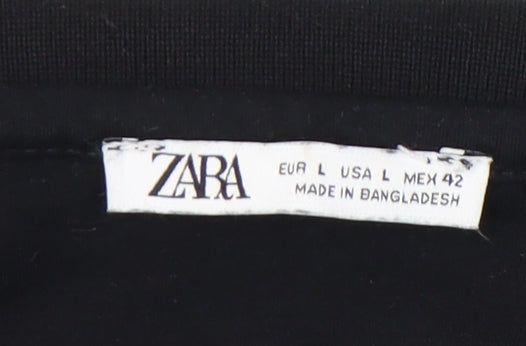 ZARA
EUR L USA L MEX 42
MADE IN BANGLADESH